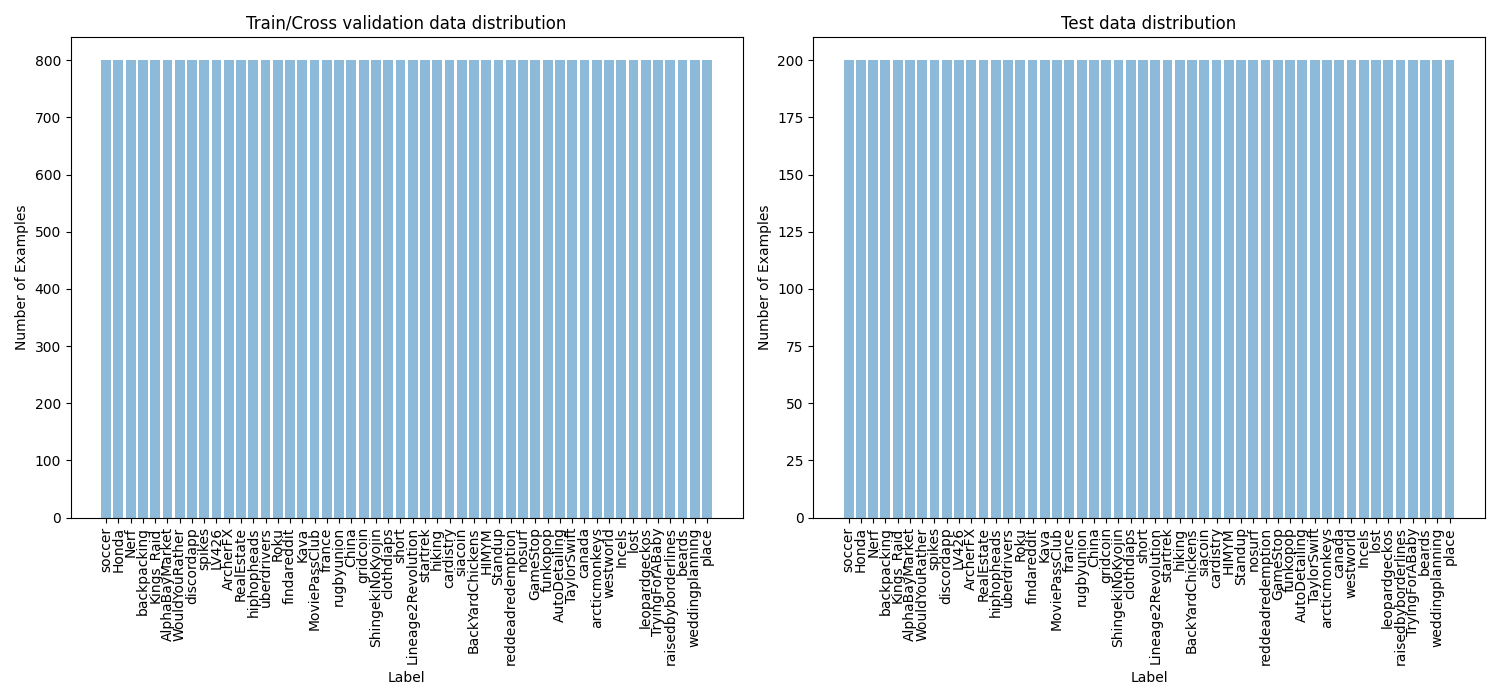 Train/Cross validation data distribution
Number of Examples
800
700
600
500
400
300
200
100
0
soccer
Honda
Nerf
backpacking
Kings_Raid
AlphaBayMarket
WouldYouRather
discordapp
spikes
LV426
ArcherFX
RealEstate
hiphopheads
uberdrivers
Roku
findareddit
Kava
MoviePassClub
Trance
rugbyunion
China
gridcoin
ShingekiNoKyojin
clothdiaps
short
Lineage2Revolution
startrek
hiking
cardistry
siacoin
BackYardChickens
HIMYM
Standup
reddeadredemption
nosurf
GameStop
funkopop
AutoDetailing
TaylorSwift
canada
arcticmonkeys
westworld
Incels
lost
leopardgeckos
TryingForABaby
raisedbyborderlines
beards
weddingplanning
place
Label
Test data distribution
Number of Examples
200
175
150
125
100
75
50
25
0
soccer
Honda
Nerf
backpacking
Kings_Raid
AlphaBayMarket
WouldYouRather
spikes
discordapp
LV426
ArcherFX
RealEstate
hiphopheads
uberdrivers
Roku
findareddit
Kava
MoviePassClub
Trance
rugbyunion
China
gridcoin
ShingekiNoKyojin
clothdiaps
short
Lineage2Revolution
startrek
hiking
BackYardChickens
siacoin
cardistry
HIMYM
Standup
nosurf
reddeadredemption
GameStop
funkopop
AutoDetailing
TaylorSwift
arcticmonkeys
canada
westworld
Incels
lost
leopardgeckos
raisedbyborderlines
TryingForABaby
beards
weddingplanning
place
Label